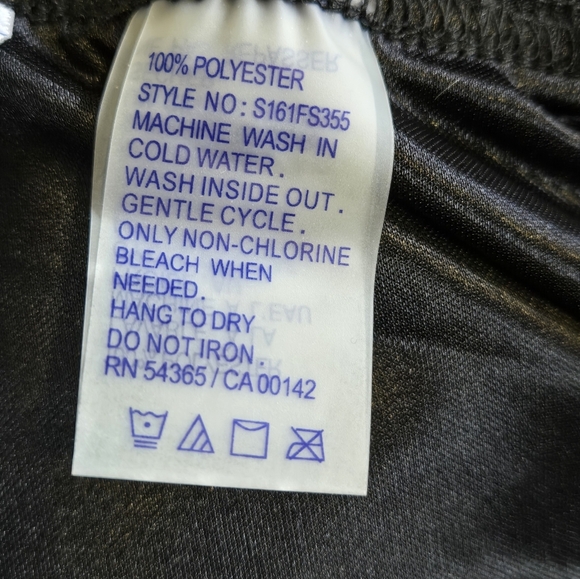 100% POLYESTER
STYLE NO : S161FS355
MACHINE WASH IN
COLD WATER .
WASH INSIDE OUT .
GENTLE CYCLE .
ONLY NON-CHLORINE
BLEACH WHEN
NEEDED .
HANG TO DRY
DO NOT IRON .
RN 54365 / CA 00142